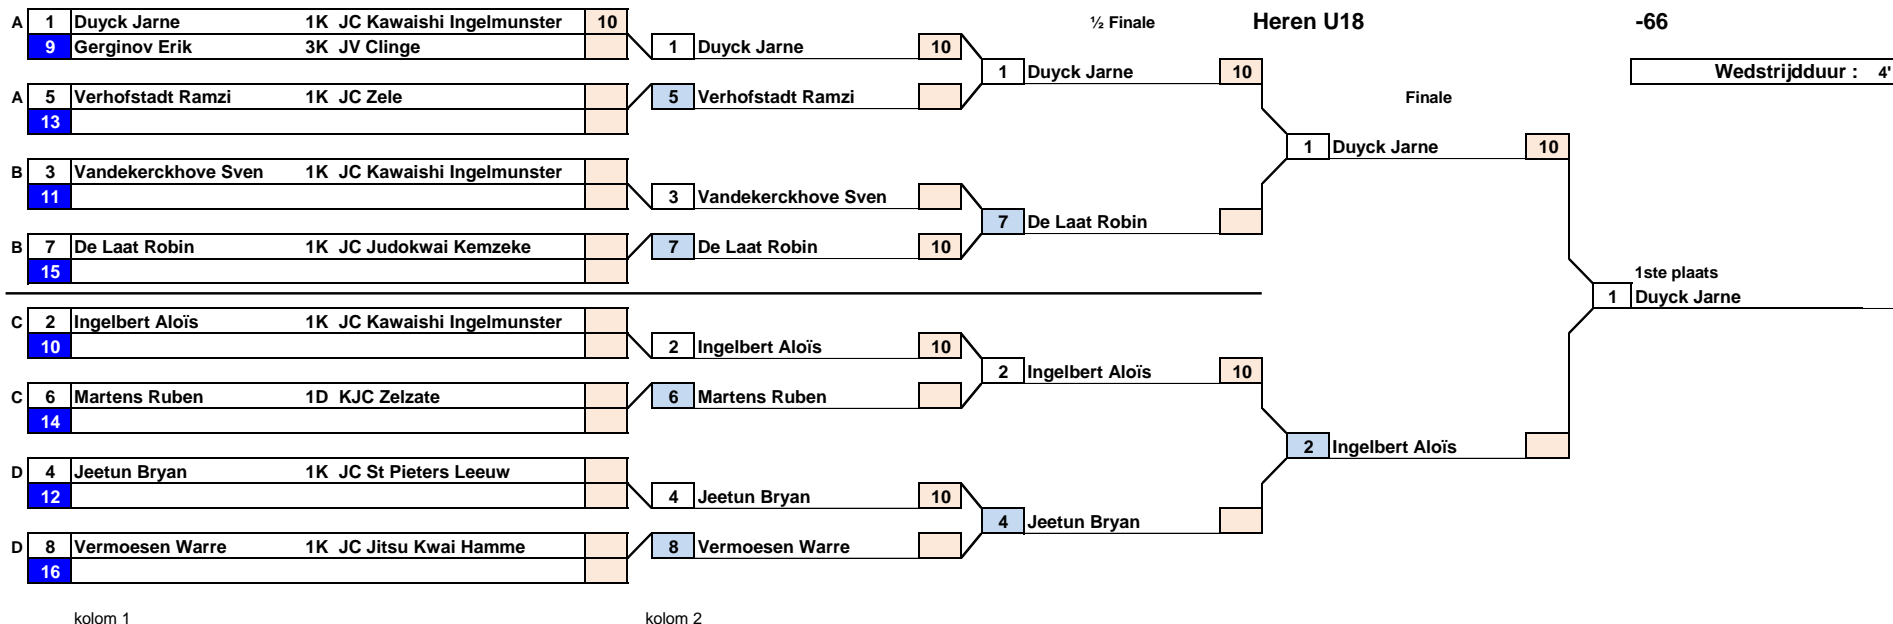 A 1 Duyck Jarne 1K JC Kawaishi Ingelmunster 10
9 Gerginov Erik 3K JV Clinge
A 5 Verhofstadt Ramzi 1K JC Zele
13
B 3 Vandekerckhove Sven 1K JC Kawaishi Ingelmunster
11
B 7 De Laat Robin 1K JC Judokwai Kemzeke
15
C 2 Ingelbert Aloïs 1K JC Kawaishi Ingelmunster
10
C 6 Martens Ruben 1D KJC Zelzate
14
D 4 Jeetun Bryan 1K JC St Pieters Leeuw
12
D 8 Vermoesen Warre 1K JC Jitsu Kwai Hamme
16
kolom 1
1 Duyck Jarne 10
5 Verhofstadt Ramzi
3 Vandekerckhove Sven
7 De Laat Robin 10
2 Ingelbert Aloïs 10
6 Martens Ruben
4 Jeetun Bryan 10
8 Vermoesen Warre
kolom 2
½ Finale
1 Duyck Jarne 10
7 De Laat Robin
2 Ingelbert Aloïs 10
4 Jeetun Bryan
Heren U18 -66
Wedstrijdduur : 4'
Finale
1 Duyck Jarne 10
2 Ingelbert Aloïs
1ste plaats
1 Duyck Jarne